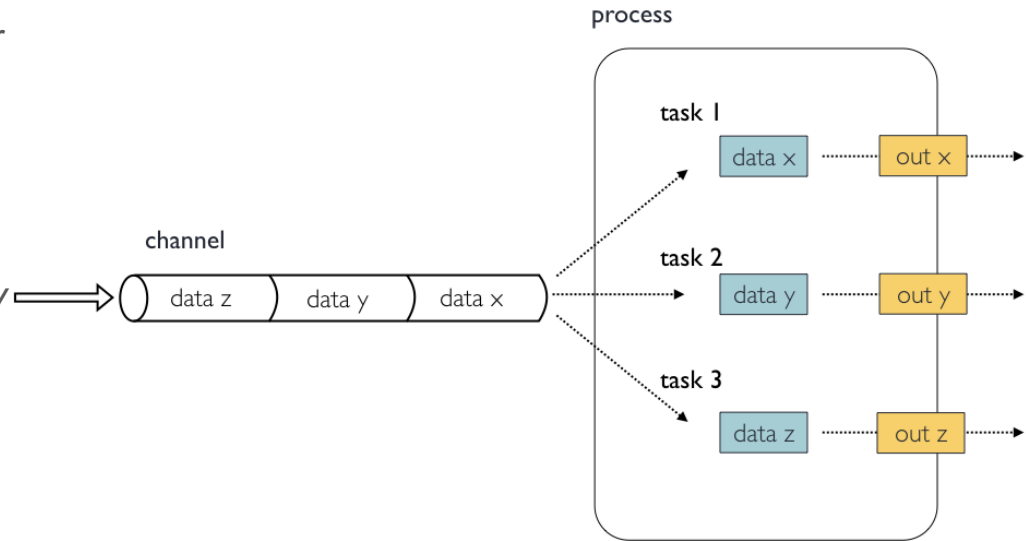 process
task 1
data x
out x
channel
task 2
data z
data y
data x
data y
out y
task 3
data z
out z